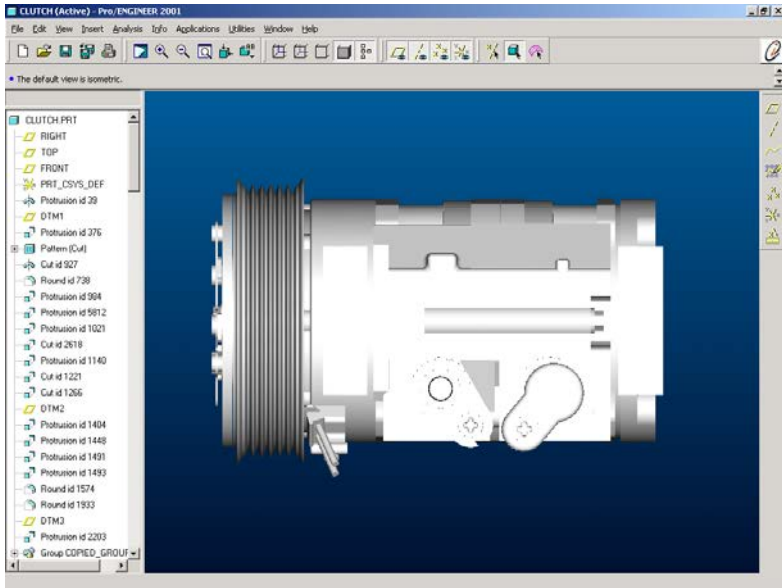 CLUTCH (Active) - Pro/ENGINEER 2001
File Edit View Insert Analysis Info Applications Utilities Window Help
• The default view is isometric.
CLUTCH.PRT
RIGHT
TOP
FRONT
PRT_CSYS_DEF
Protrusion id 39
DTM1
Protrusion id 376
Pattern (Cut)
Cut id 927
Round id 738
Protrusion id 984
Protrusion id 5812
Protrusion id 1021
Cut id 2618
Protrusion id 1140
Cut id 1221
Cut id 1266
DTM2
Protrusion id 1404
Protrusion id 1448
Protrusion id 1491
Protrusion id 1493
Round id 1574
Round id 1933
DTM3
Protrusion id 2203
Group COPIED_GROUP